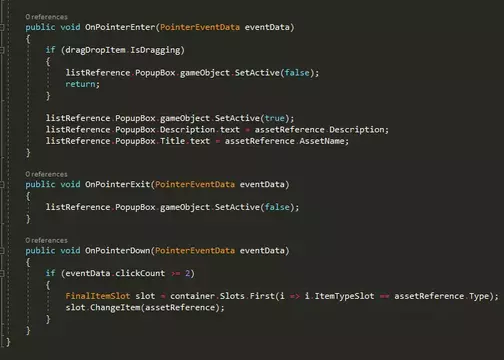 0 references
public void OnPointerEnter(PointerEventData eventData)
{
if (dragDropItem.IsDragging)
{
listReference.PopupBox.gameObject.SetActive(false);
return;
}
listReference.PopupBox.gameObject.SetActive(true);
listReference.PopupBox.Description.text = assetReference.Description;
listReference.PopupBox.Title.text = assetReference.AssetName;
}
0 references
public void OnPointerExit(PointerEventData eventData)
{
listReference.PopupBox.gameObject.SetActive(false);
}
0 references
public void OnPointerDown(PointerEventData eventData)
{
if (eventData.clickCount >= 2)
{
FinalItemSlot slot = container.Slots.First(i => i.ItemTypeSlot == assetReference.Type);
slot.ChangeItem(assetReference);
}
}
}